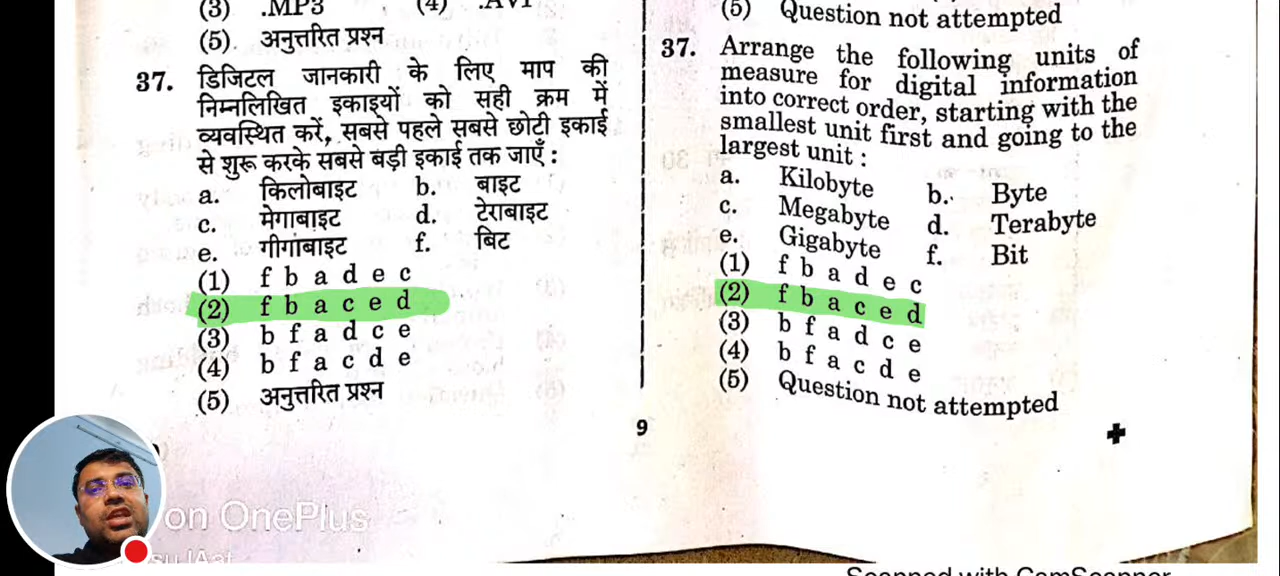 (3) .MP3 (4) .AVI
(5). अनुत्तरित प्रश्न
37. डिजिटल जानकारी के लिए माप की
निम्नलिखित इकाइयों को सही क्रम में
व्यवस्थित करें, सबसे पहले सबसे छोटी इकाई
से शुरू करके सबसे बड़ी इकाई तक जाएँ :
a. किलोबाइट b. बाइट
c. मेगाबाइट d. टेराबाइट
e. गीगाबाइट f. बिट
(1) f b a d e c
(2) f b a c e d
(3) b f a d c e
(4) b f a c d e
(5) अनुत्तरित प्रश्न
(5) Question not attempted
37. Arrange the following units of
measure for digital information
into correct order, starting with the
smallest unit first and going to the
largest unit :
a. Kilobyte b. Byte
c. Megabyte d. Terabyte
e. Gigabyte f. Bit
(1) f b a d e c
(2) f b a c e d
(3) b f a d c e
(4) b f a c d e
(5) Question not attempted
9
on OnePlus
Scanned with CamScanner